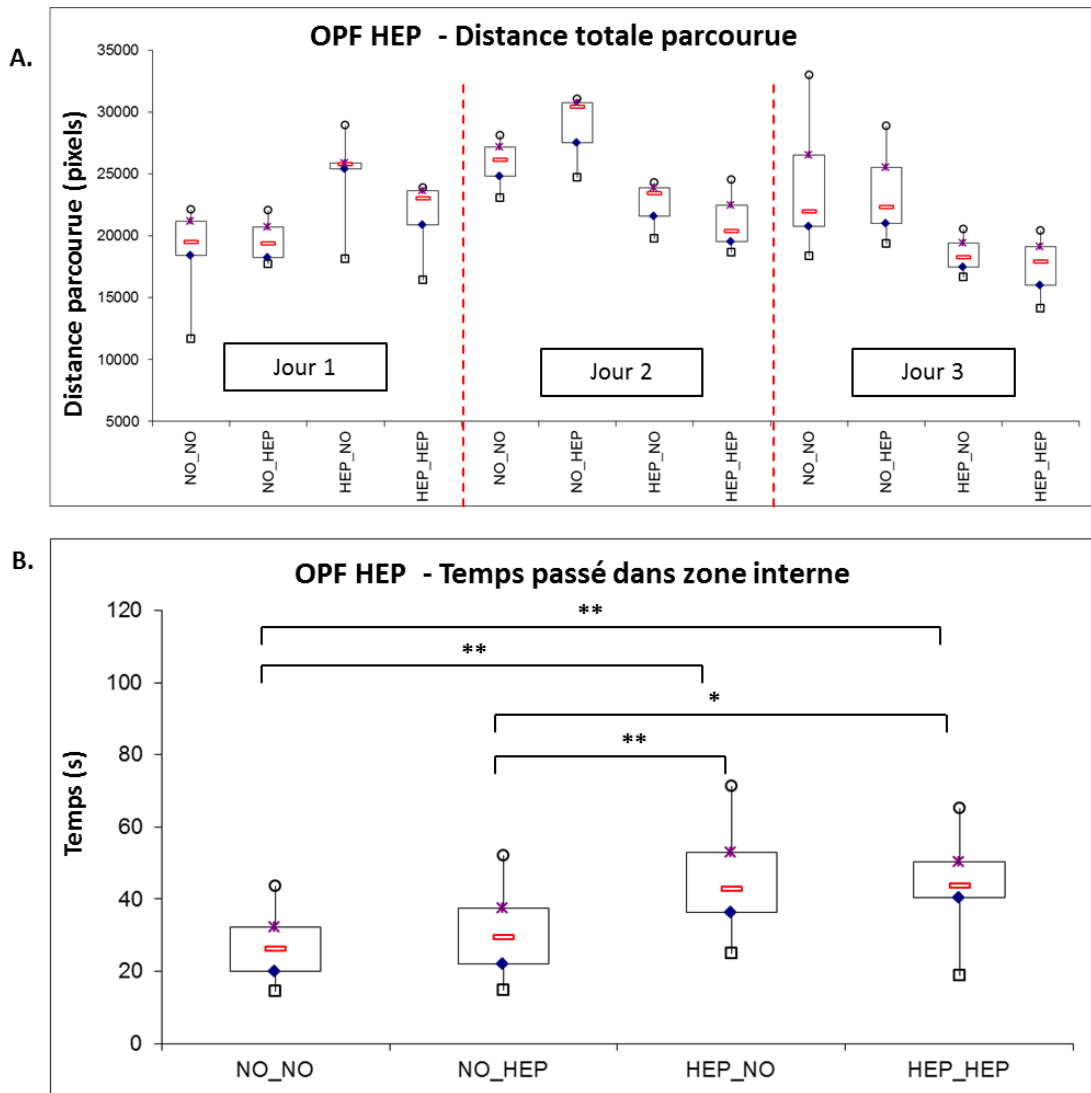 A.
OPF HEP - Distance totale parcourue
Distance parcourue (pixels)
35000
30000
25000
20000
15000
10000
5000
Jour 1
Jour 2
Jour 3
NO_NO
NO_HEP
HEP_NO
HEP_HEP
NO_NO
NO_HEP
HEP_NO
HEP_HEP
NO_NO
NO_HEP
HEP_NO
HEP_HEP
B.
OPF HEP - Temps passé dans zone interne
Temps (s)
120
100
80
60
40
20
0
**
**
*
**
NO_NO
NO_HEP
HEP_NO
HEP_HEP